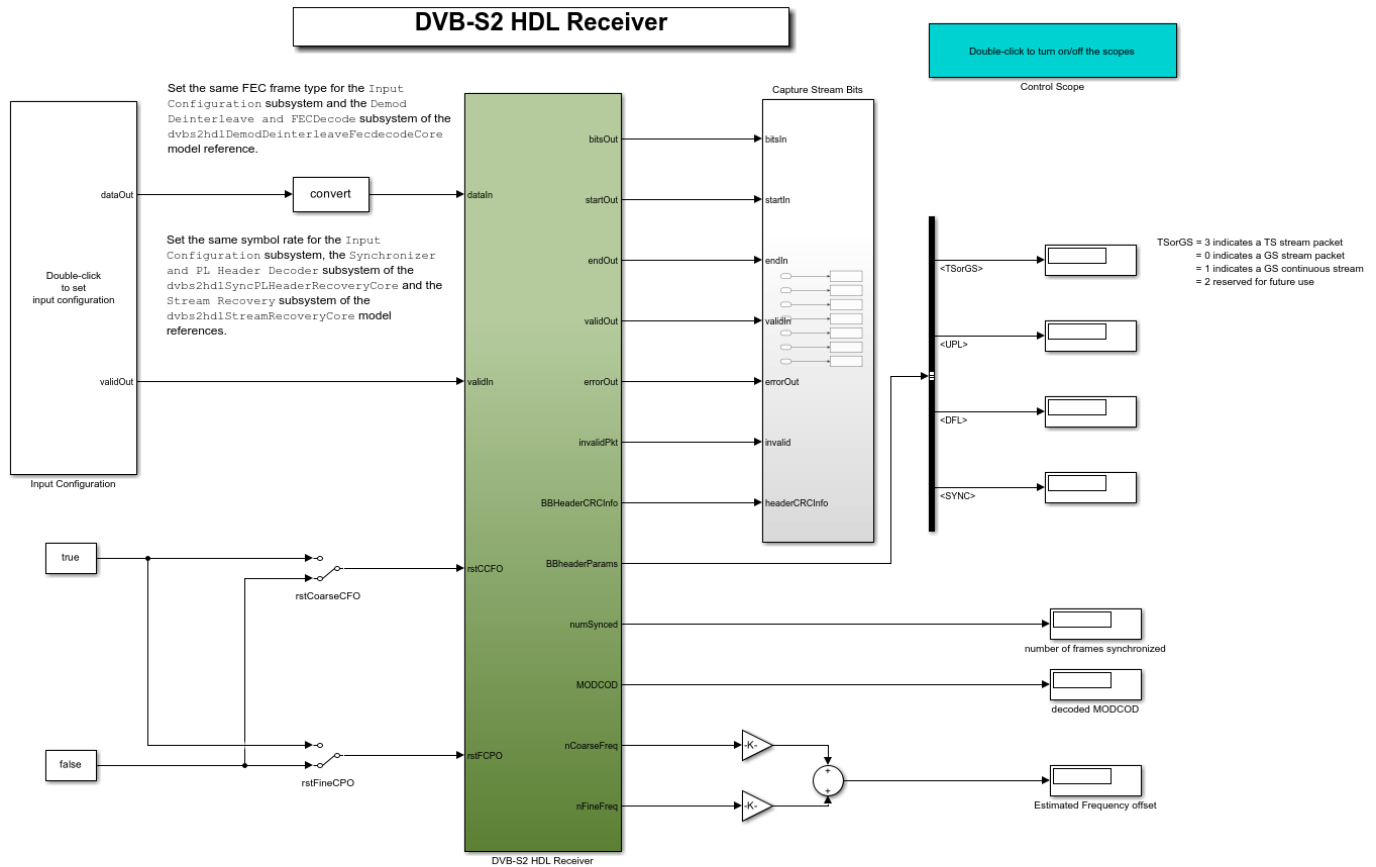 DVB-S2 HDL Receiver
Double-click to turn on/off the scopes
Control Scope
Set the same FEC frame type for the Input
Configuration subsystem and the Demod
Deinterleave and FECDecode subsystem of the
dvbs2hdlDemodDeinterleaveFecdecodeCore
model reference.
Capture Stream Bits
dataOut
convert
Set the same symbol rate for the Input
Configuration subsystem, the Synchronizer
and PL Header Decoder subsystem of the
dvbs2hdlSyncPLHeaderRecoveryCore and the
Stream Recovery subsystem of the
dvbs2hdlStreamRecoveryCore model
references.
Double-click
to set
input configuration
validOut
Input Configuration
true
false
rstCoarseCFO
rstFineCPO
dataIn
validIn
rstCCFO
rstFCPO
bitsOut
startOut
endOut
validOut
errorOut
invalidPkt
BBHeaderCRCInfo
BBheaderParams
numSynced
MODCOD
nCoarseFreq
nFineFreq
DVB-S2 HDL Receiver
bitsIn
startIn
endIn
validIn
errorOut
invalid
headerCRCInfo
<TSorGS>
<UPL>
<DFL>
<SYNC>
TSorGS = 3 indicates a TS stream packet
= 0 indicates a GS stream packet
= 1 indicates a GS continuous stream
= 2 reserved for future use
number of frames synchronized
decoded MODCOD
-K-
-K-
+
+
Estimated Frequency offset